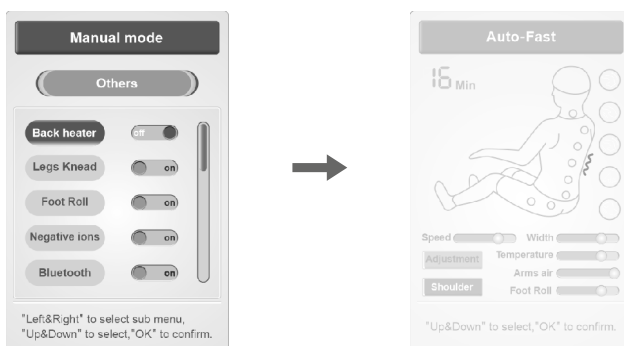 Manual mode
Others
Back heater off
Legs Knead on
Foot Roll on
Negative ions on
Bluetooth on
"Left&Right" to select sub menu,
"Up&Down" to select,"OK" to confirm.
Auto-Fast
16 Min
Speed Width
Adjustment Temperature
Arms air
Shoulder Foot Roll
"Up&Down" to select,"OK" to confirm.